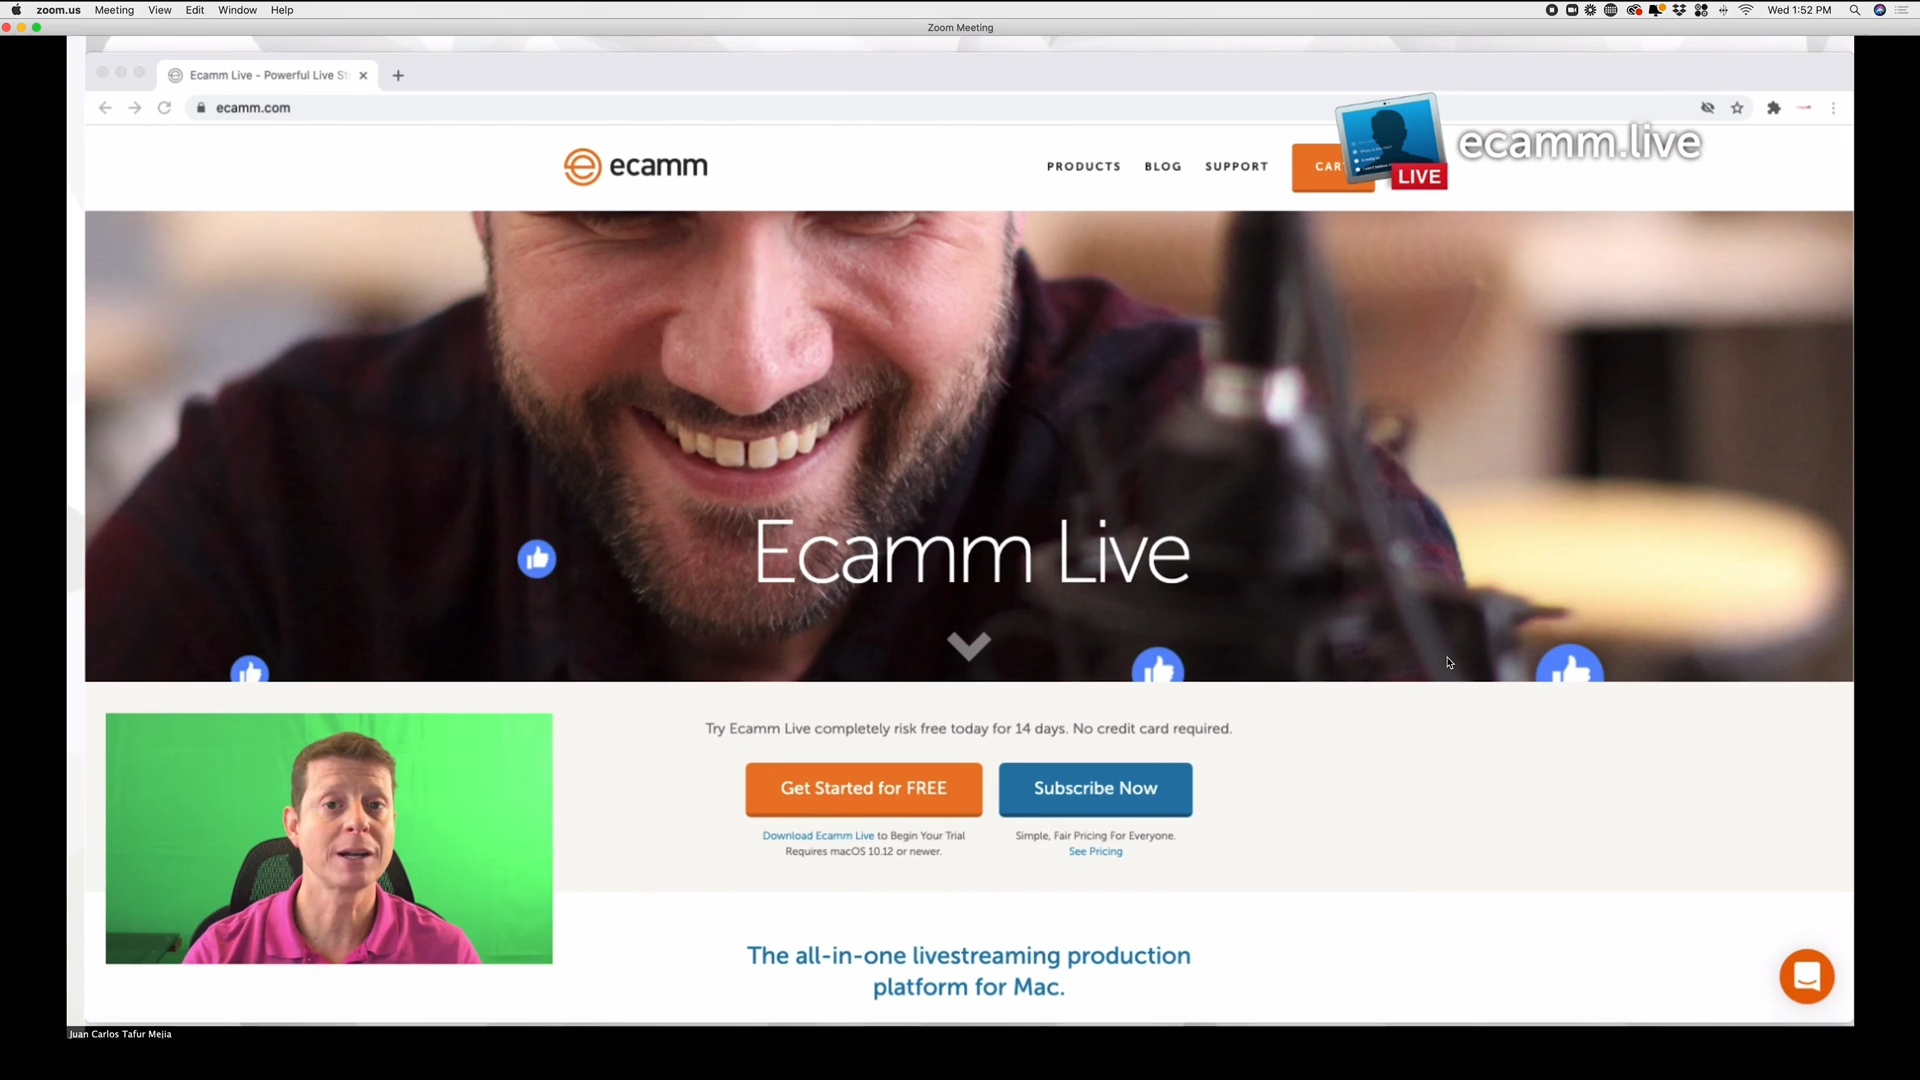 zoom.us Meeting View Edit Window Help
Wed 1:52 PM
Zoom Meeting
Ecamm Live - Powerful Live St
ecamm.com
ecamm
PRODUCTS BLOG SUPPORT CAR
LIVE
ecamm.live
Ecamm Live
Try Ecamm Live completely risk free today for 14 days. No credit card required.
Get Started for FREE
Subscribe Now
Download Ecamm Live to Begin Your Trial
Requires macOS 10.12 or newer.
Simple, Fair Pricing For Everyone.
See Pricing
The all-in-one livestreaming production
platform for Mac.
Juan Carlos Tafur Mejia